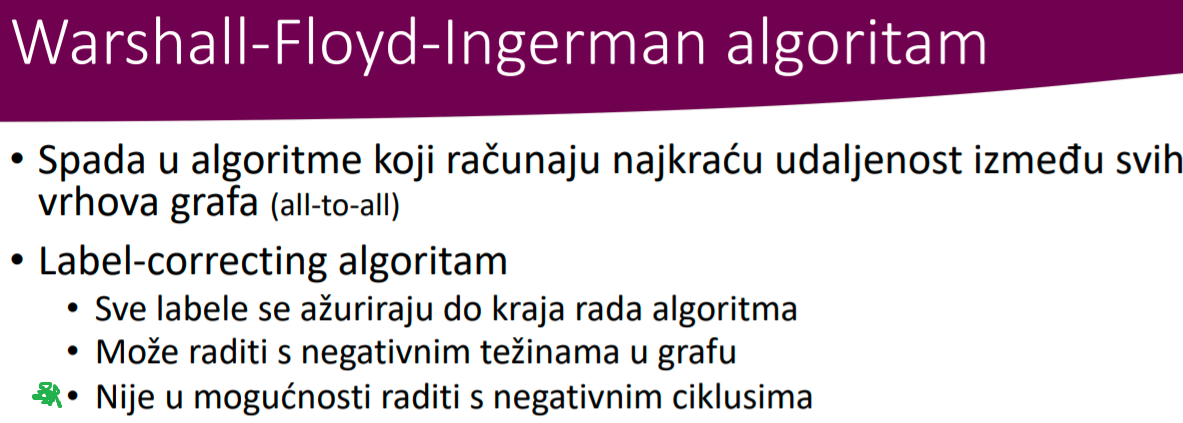 Warshall-Floyd-Ingerman algoritam
• Spada u algoritme koji računaju najkraću udaljenost između svih
vrhova grafa (all-to-all)
• Label-correcting algoritam
• Sve labele se ažuriraju do kraja rada algoritma
• Može raditi s negativnim težinama u grafu
• Nije u mogućnosti raditi s negativnim ciklusima